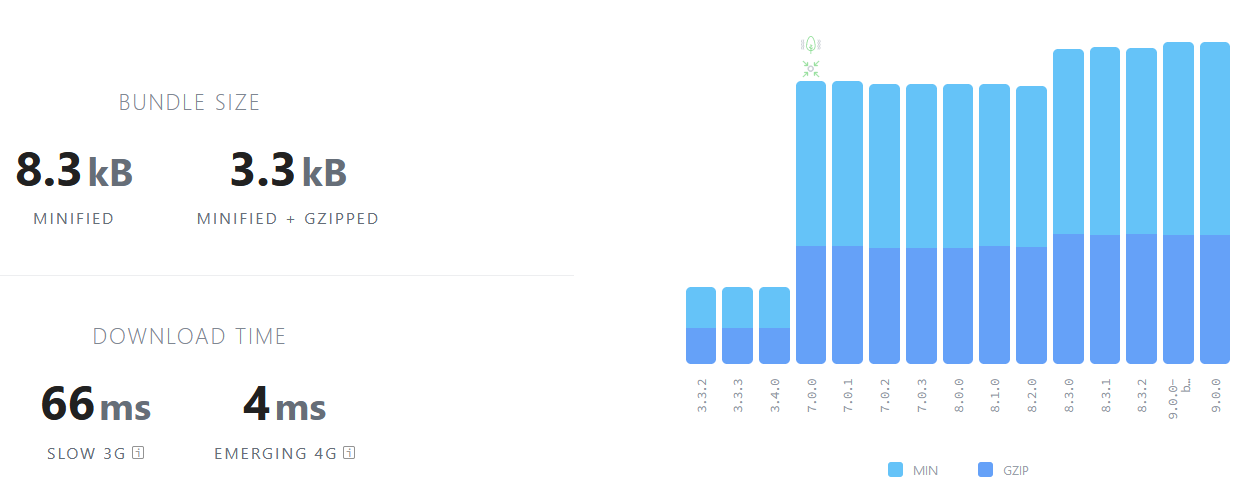 BUNDLE SIZE
8.3 kB
3.3 kB
MINIFIED
MINIFIED + GZIPPED
DOWNLOAD TIME
66 ms
4 ms
SLOW 3G
EMERGING 4G
3.3.2
3.3.3
3.4.0
7.0.0
7.0.1
7.0.2
7.0.3
8.0.0
8.1.0
8.2.0
8.3.0
8.3.1
8.3.2
9.0.0-
b…
9.0.0
MIN
GZIP